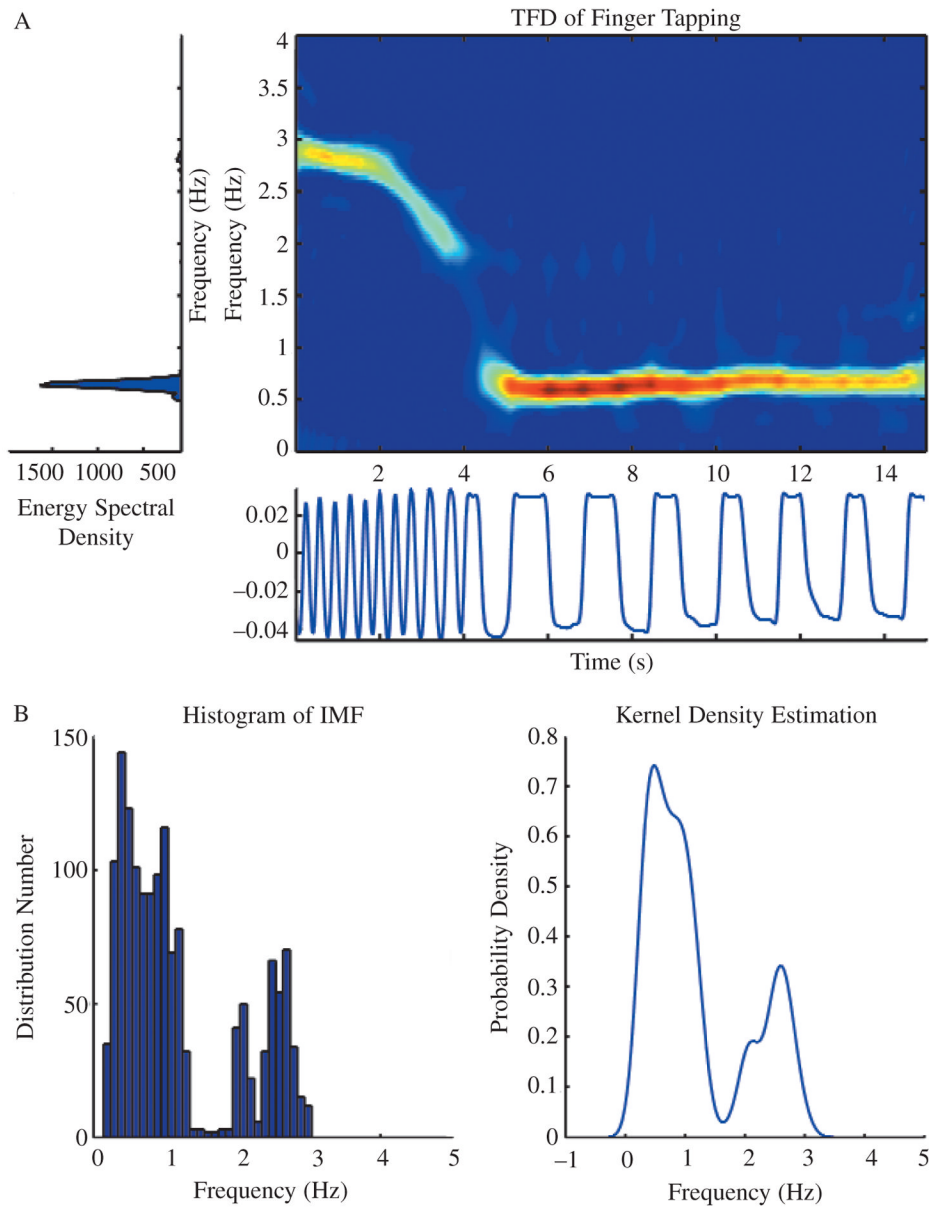 A
TFD of Finger Tapping
4
3.5
3
2.5
2
1.5
1
0.5
0
Frequency (Hz)
Frequency (Hz)
1500 1000 500
Energy Spectral
Density
2 4 6 8 10 12 14
0.02
0
−0.02
−0.04
Time (s)
B
Histogram of IMF
150
100
50
0
Distribution Number
0 1 2 3 4 5
Frequency (Hz)
Kernel Density Estimation
0.8
0.7
0.6
0.5
0.4
0.3
0.2
0.1
0
Probability Density
−1 0 1 2 3 4 5
Frequency (Hz)